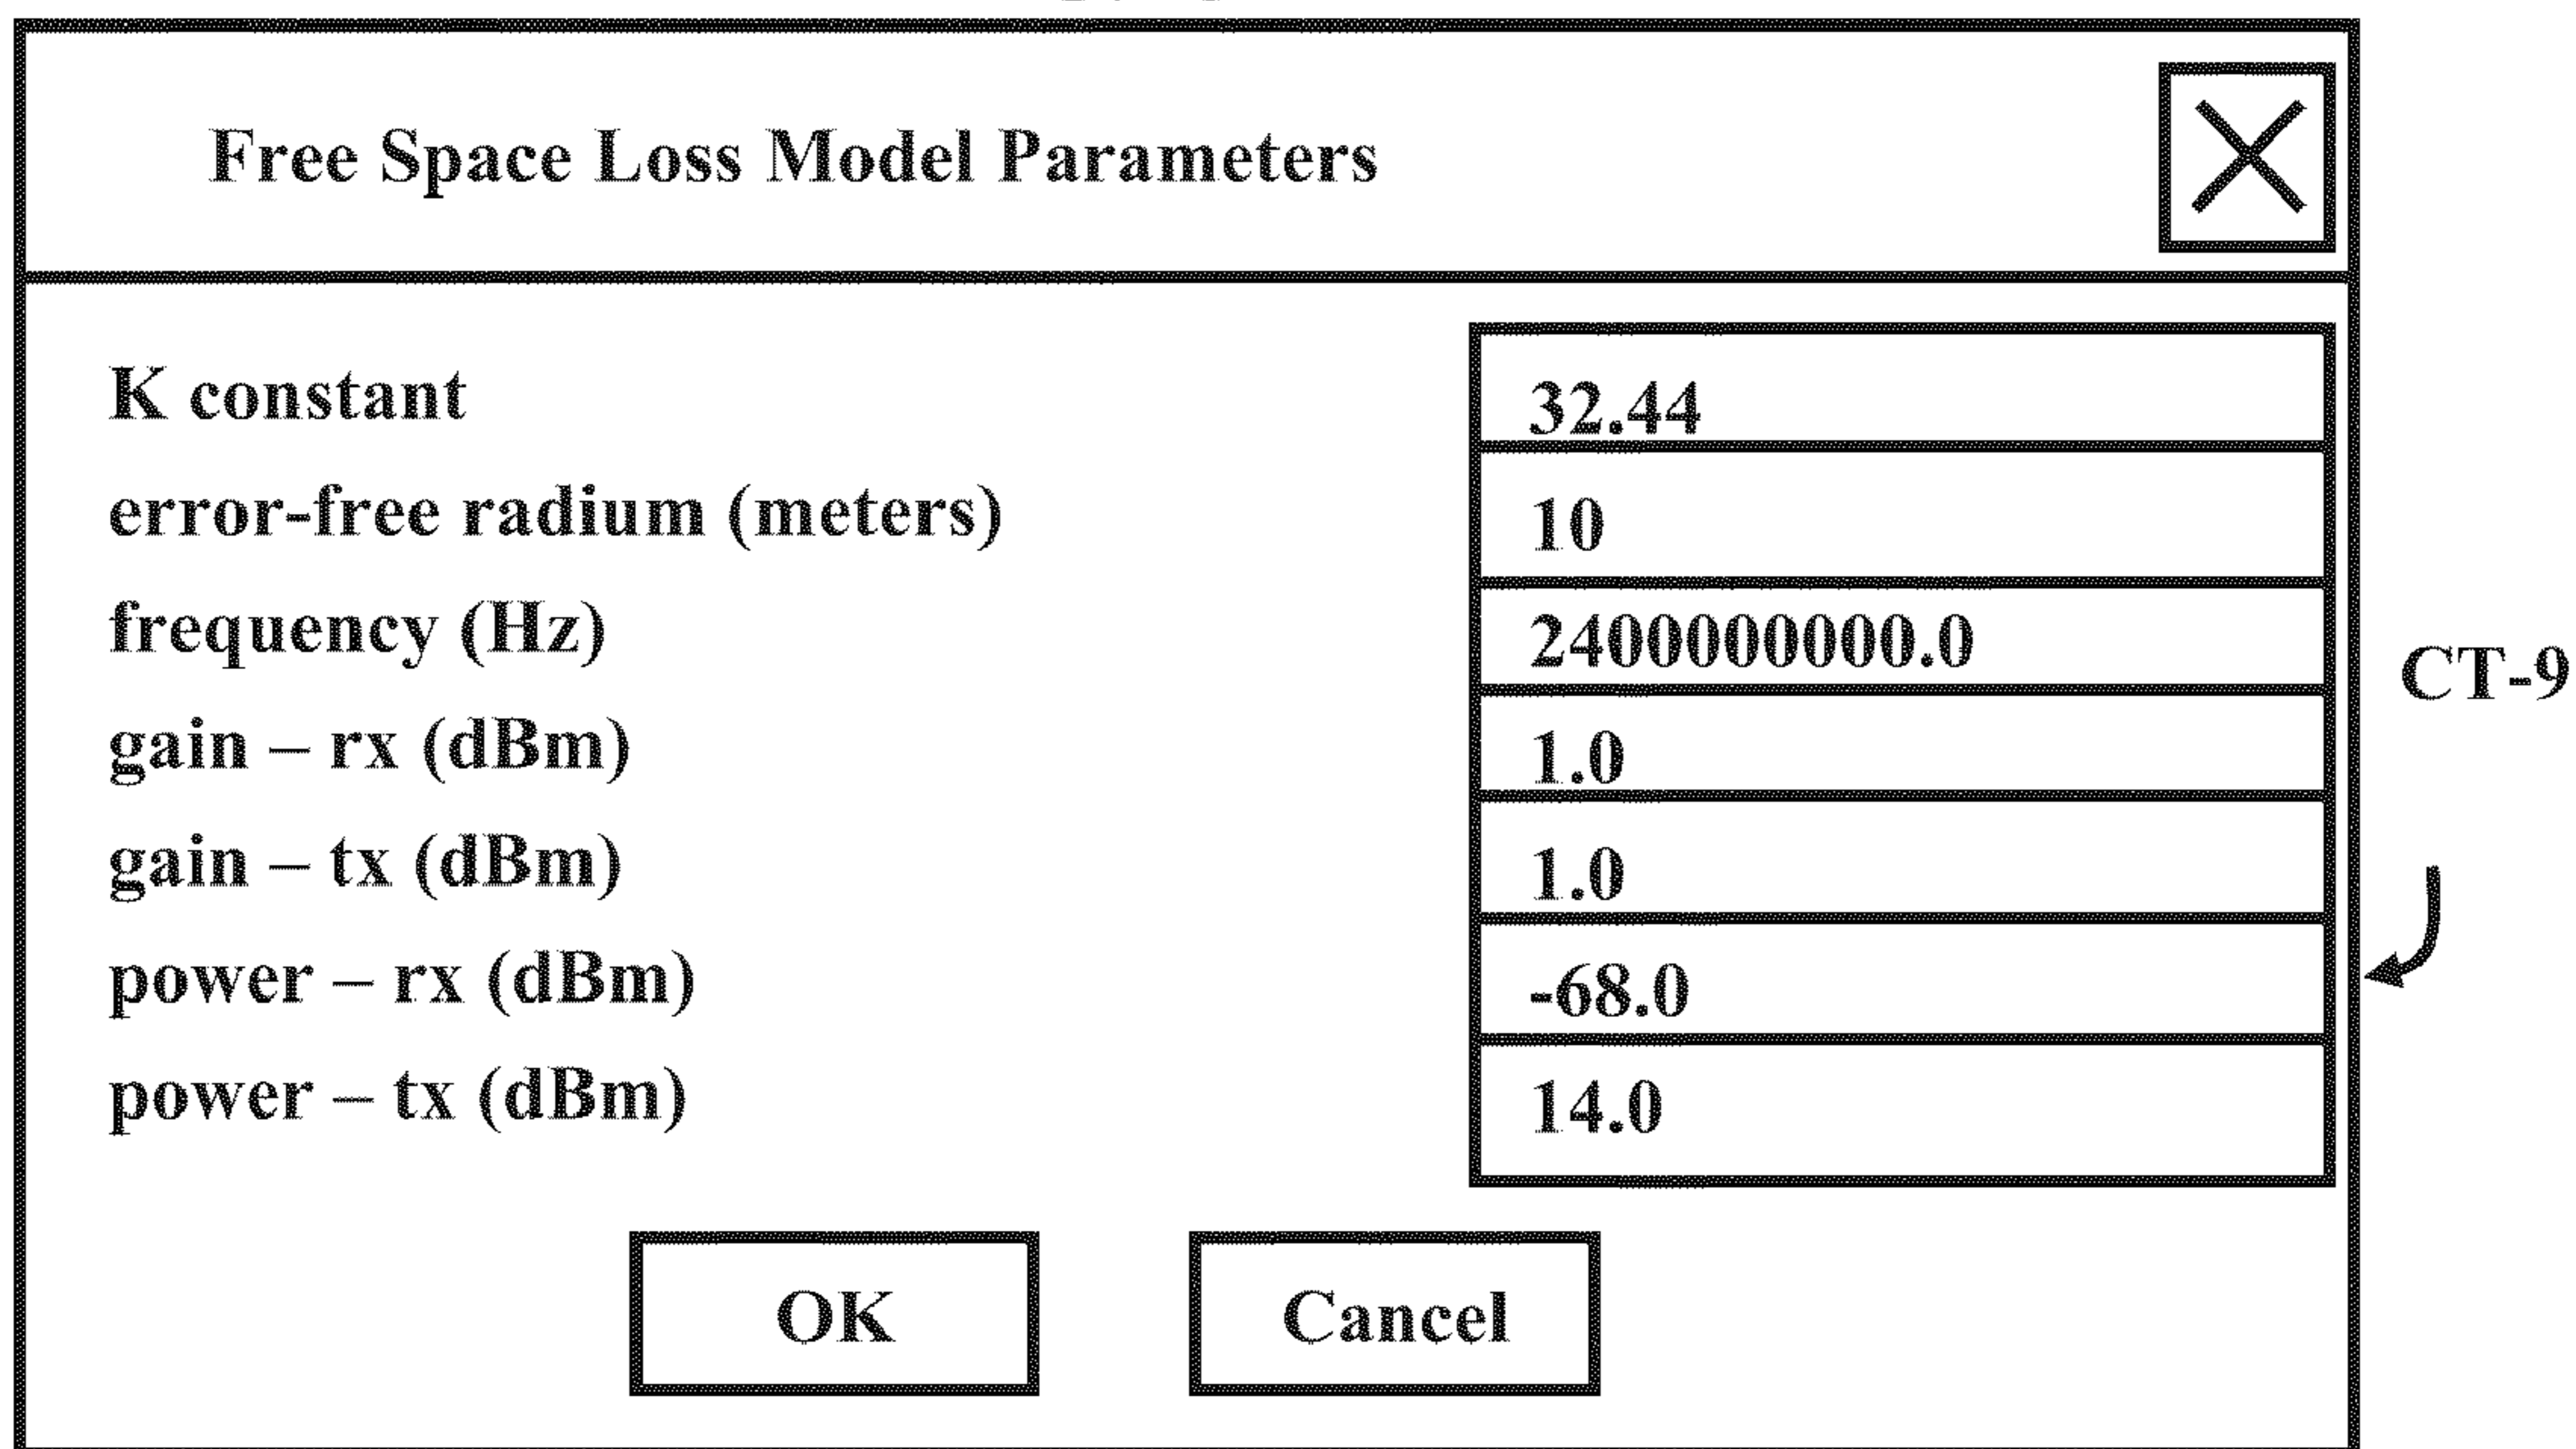 Free Space Loss Model Parameters
K constant 32.44
error-free radium (meters) 10
frequency (Hz) 2400000000.0
gain – rx (dBm) 1.0
gain – tx (dBm) 1.0
power – rx (dBm) -68.0
power – tx (dBm) 14.0
CT-9
OK Cancel